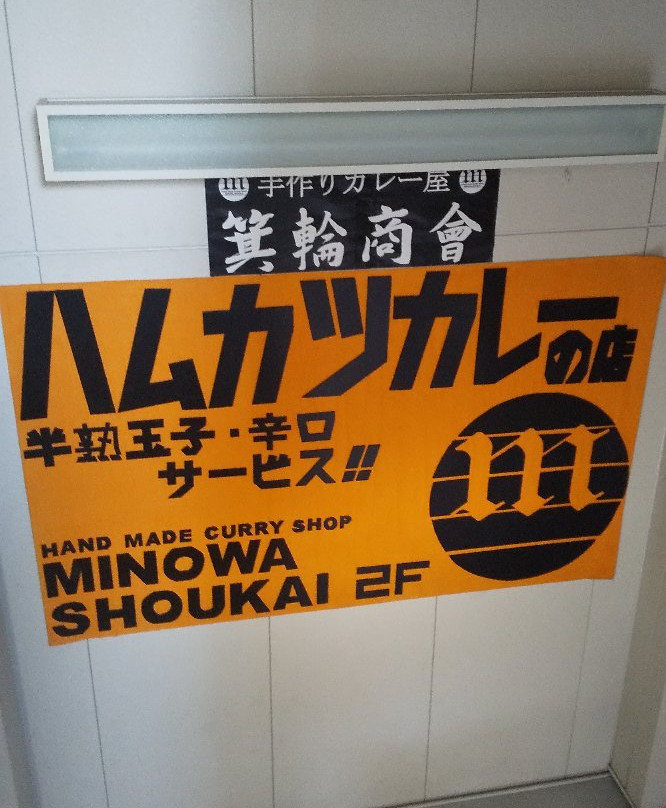 m 手作りカレー屋 m
箕輪商會
ハムカツカレーの店
半熟玉子・辛口
サービス!!
m
HAND MADE CURRY SHOP
MINOWA
SHOUKAI 2F